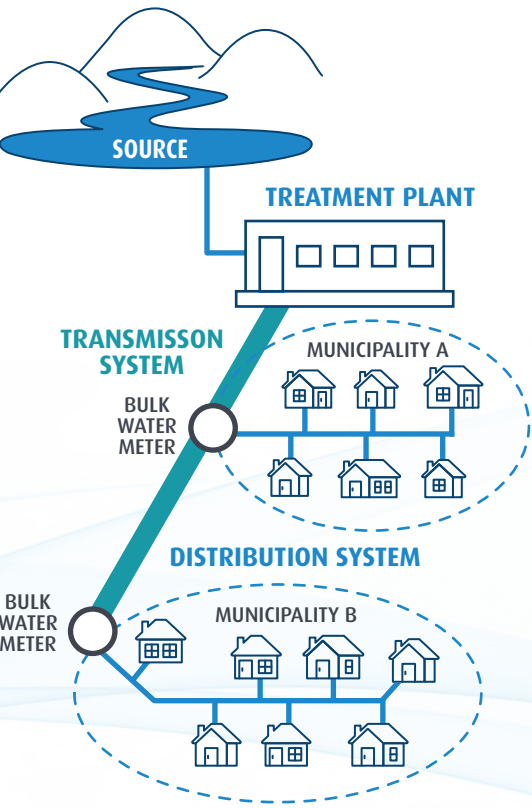 SOURCE
TREATMENT PLANT
TRANSMISSON
SYSTEM
MUNICIPALITY A
BULK
WATER
METER
DISTRIBUTION SYSTEM
BULK
WATER
METER
MUNICIPALITY B